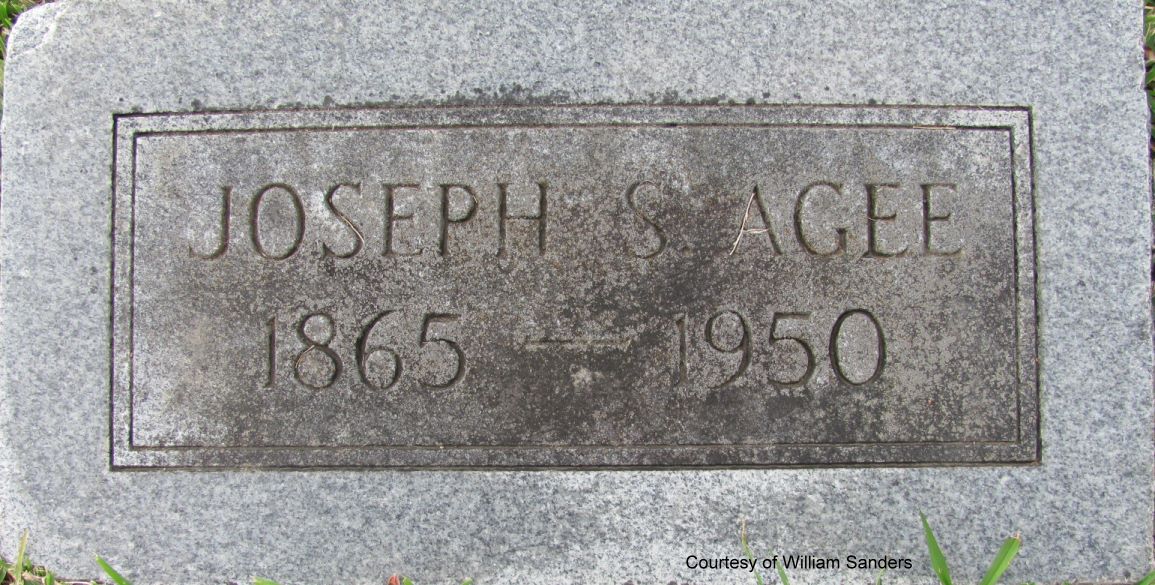 JOSEPH S. AGEE
1865 — 1950
Courtesy of William Sanders